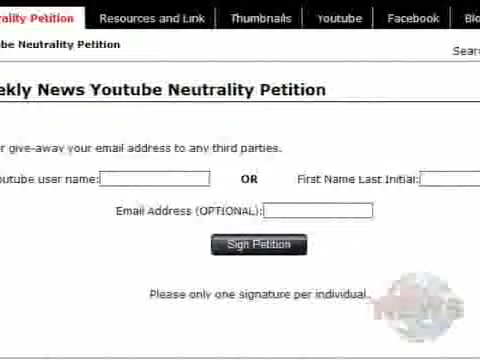 rality Petition Resources and Link Thumbnails Youtube Facebook Blo
be Neutrality Petition
Sear
ekly News Youtube Neutrality Petition
r give-away your email address to any third parties.
outube user name: OR First Name Last Initial:
Email Address (OPTIONAL):
Sign Petition
Please only one signature per individual.
NEWS